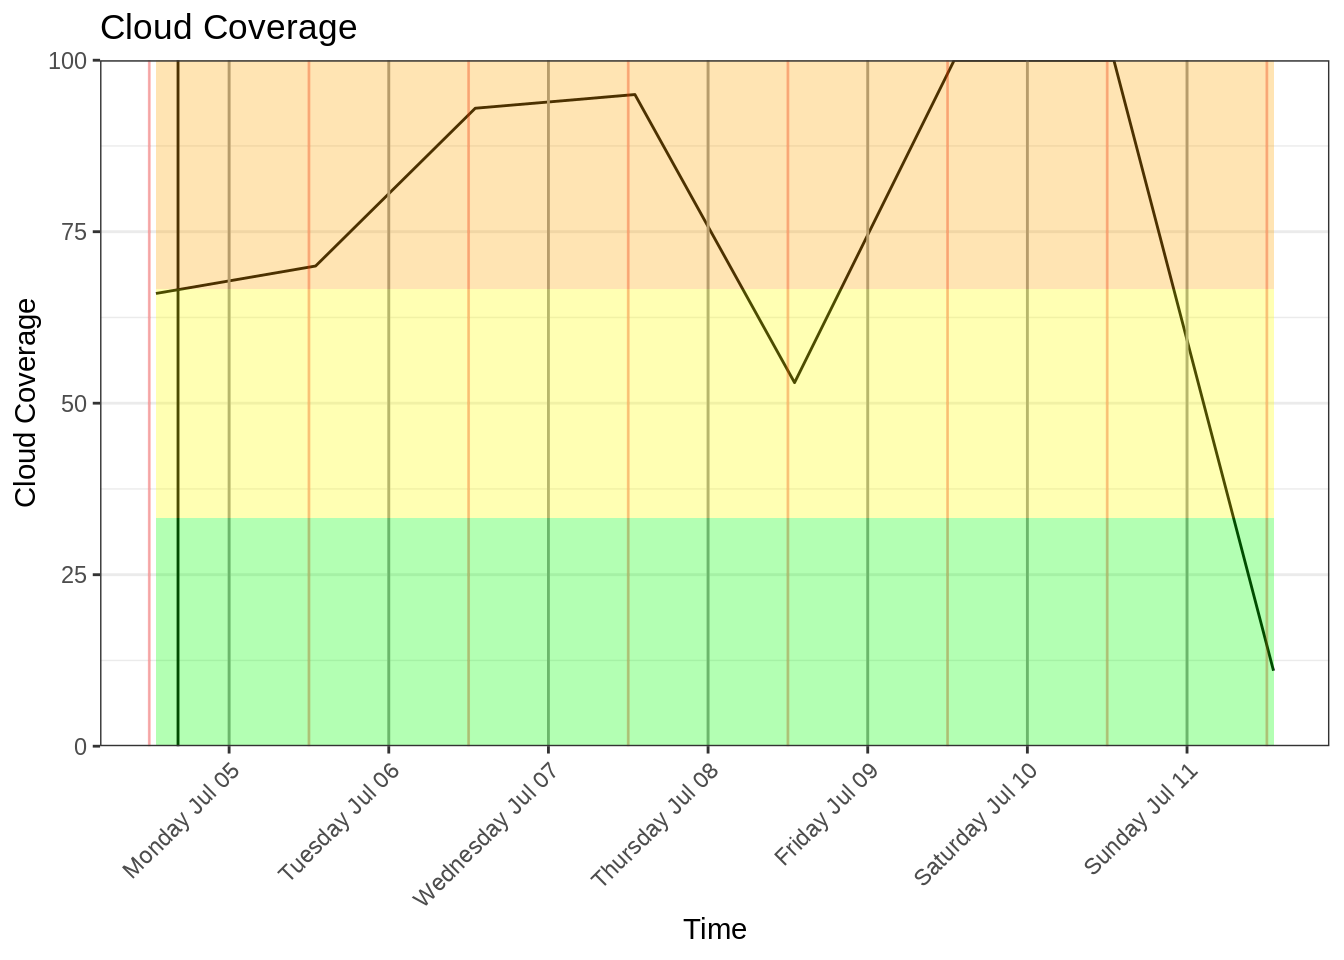 Cloud Coverage
100
75
50
25
0
Cloud Coverage
Monday Jul 05
Tuesday Jul 06
Wednesday Jul 07
Thursday Jul 08
Friday Jul 09
Saturday Jul 10
Sunday Jul 11
Time